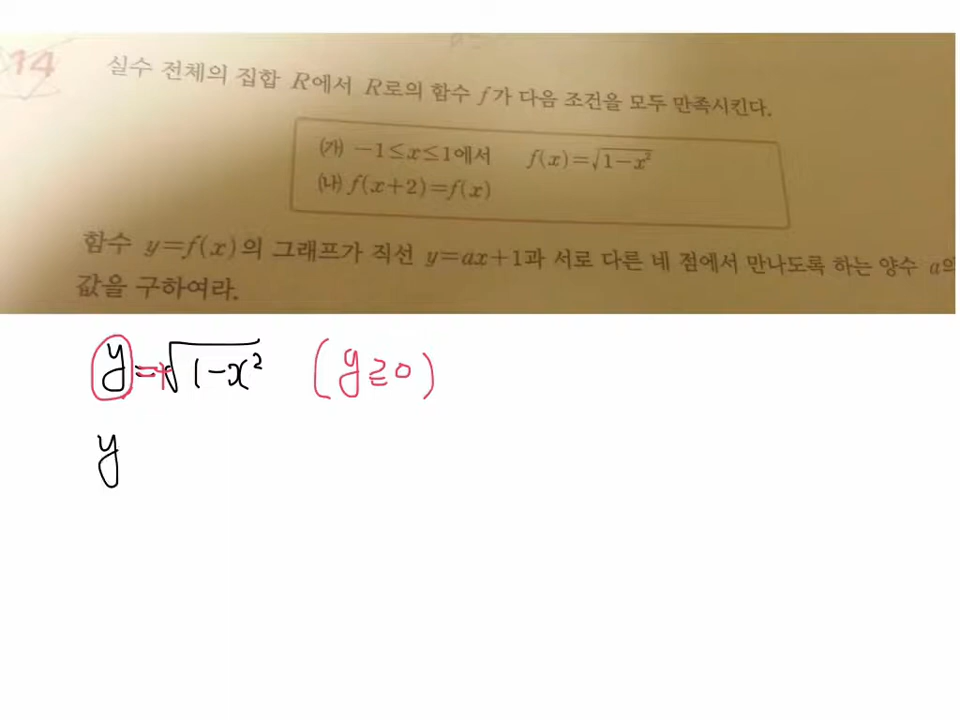 14
실수 전체의 집합 R에서 R로의 함수 f가 다음 조건을 모두 만족시킨다.
㈎ -1≤x≤1에서 f(x)=√(1-x²)
㈏ f(x+2)=f(x)
함수 y=f(x)의 그래프가 직선 y=ax+1과 서로 다른 네 점에서 만나도록 하는 양수 a의
값을 구하여라.
y=+√(1-x²) (y≧0)
y